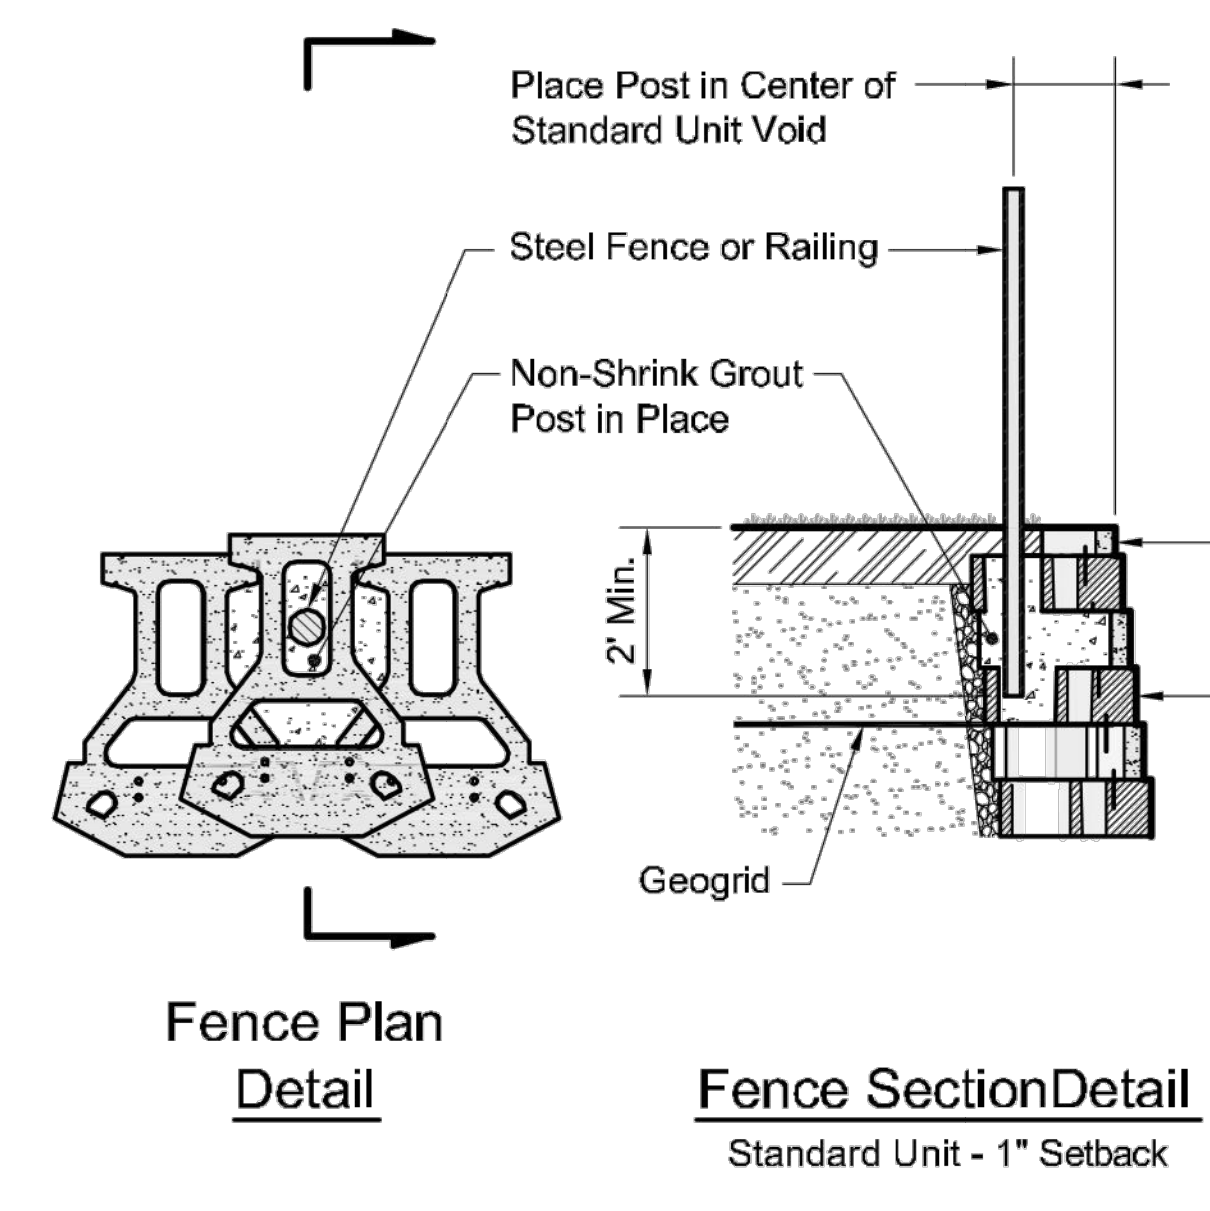 Place Post in Center of
Standard Unit Void
Steel Fence or Railing
Non-Shrink Grout
Post in Place
2' Min.
Geogrid
Fence Plan
Detail
Fence SectionDetail
Standard Unit - 1" Setback